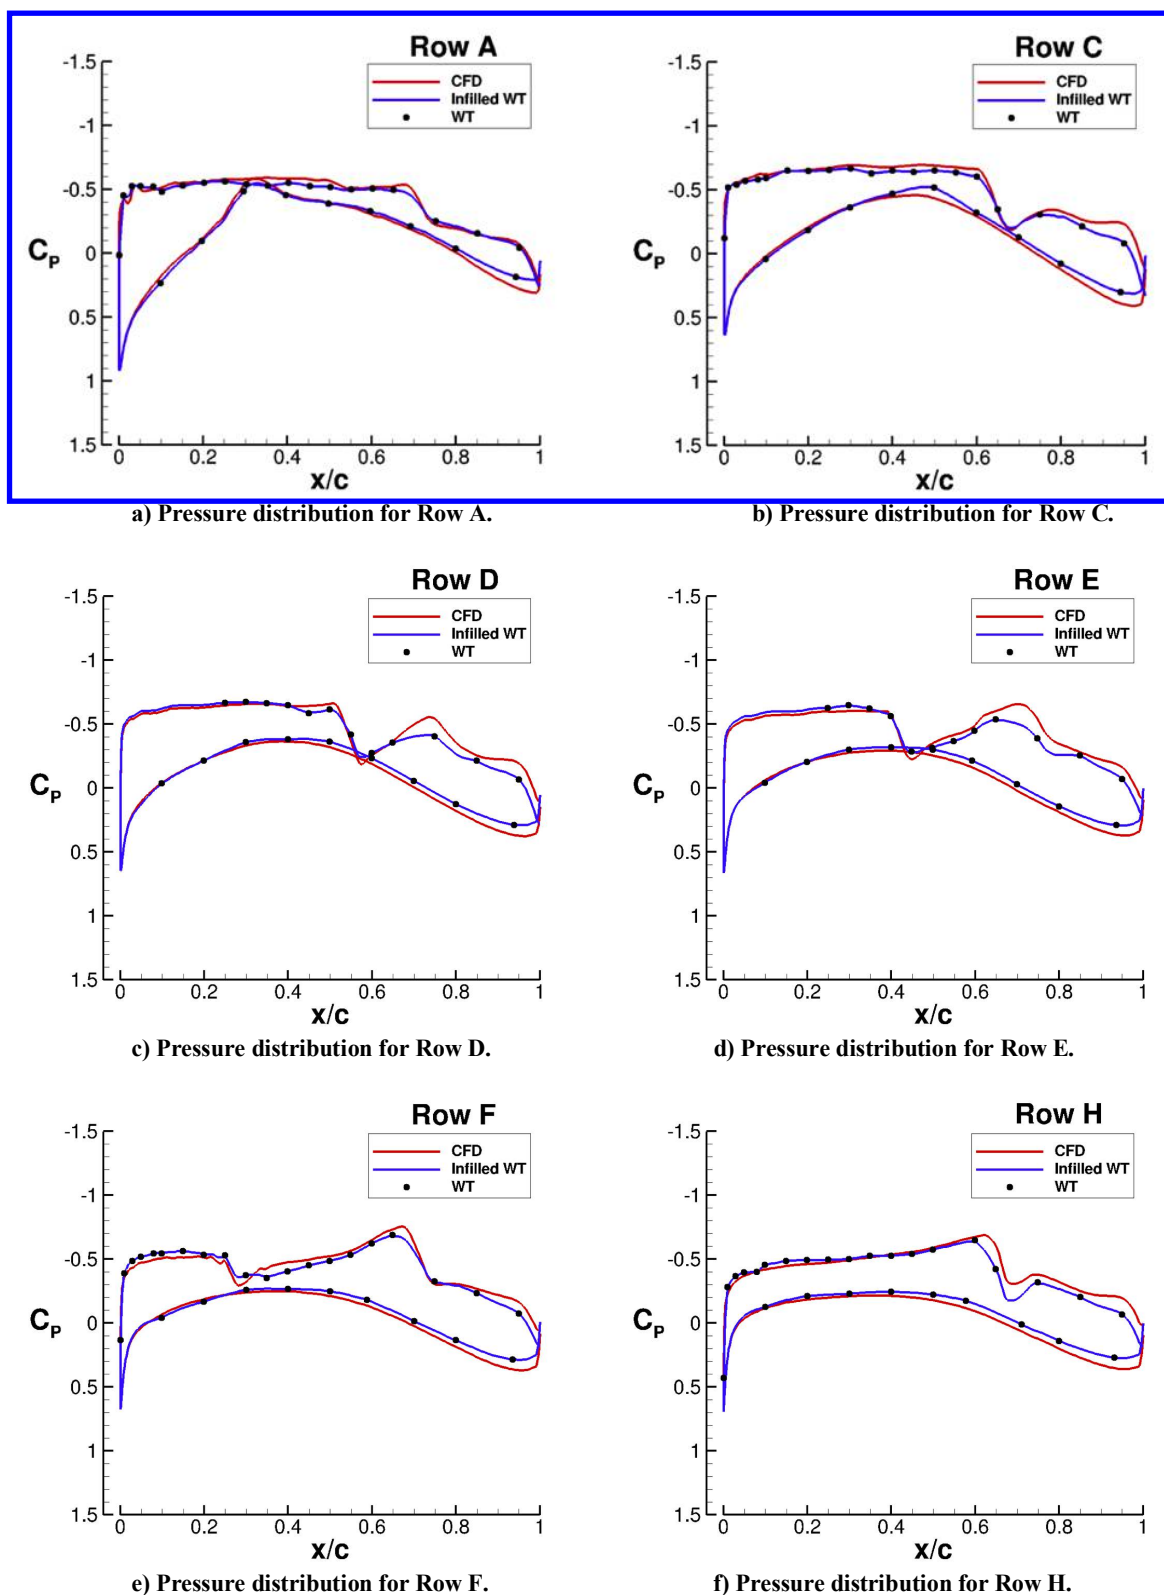 Row A
-1.5
-1
-0.5
0
0.5
1
1.5
CP
CFD
Infilled WT
WT
0 0.2 0.4 0.6 0.8 1
x/c
a) Pressure distribution for Row A.
Row C
-1.5
-1
-0.5
0
0.5
1
1.5
CP
CFD
Infilled WT
WT
0 0.2 0.4 0.6 0.8 1
x/c
b) Pressure distribution for Row C.
Row D
-1.5
-1
-0.5
0
0.5
1
1.5
CP
CFD
Infilled WT
WT
0 0.2 0.4 0.6 0.8 1
x/c
c) Pressure distribution for Row D.
Row E
-1.5
-1
-0.5
0
0.5
1
1.5
CP
CFD
Infilled WT
WT
0 0.2 0.4 0.6 0.8 1
x/c
d) Pressure distribution for Row E.
Row F
-1.5
-1
-0.5
0
0.5
1
1.5
CP
CFD
Infilled WT
WT
0 0.2 0.4 0.6 0.8 1
x/c
e) Pressure distribution for Row F.
Row H
-1.5
-1
-0.5
0
0.5
1
1.5
CP
CFD
Infilled WT
WT
0 0.2 0.4 0.6 0.8 1
x/c
f) Pressure distribution for Row H.